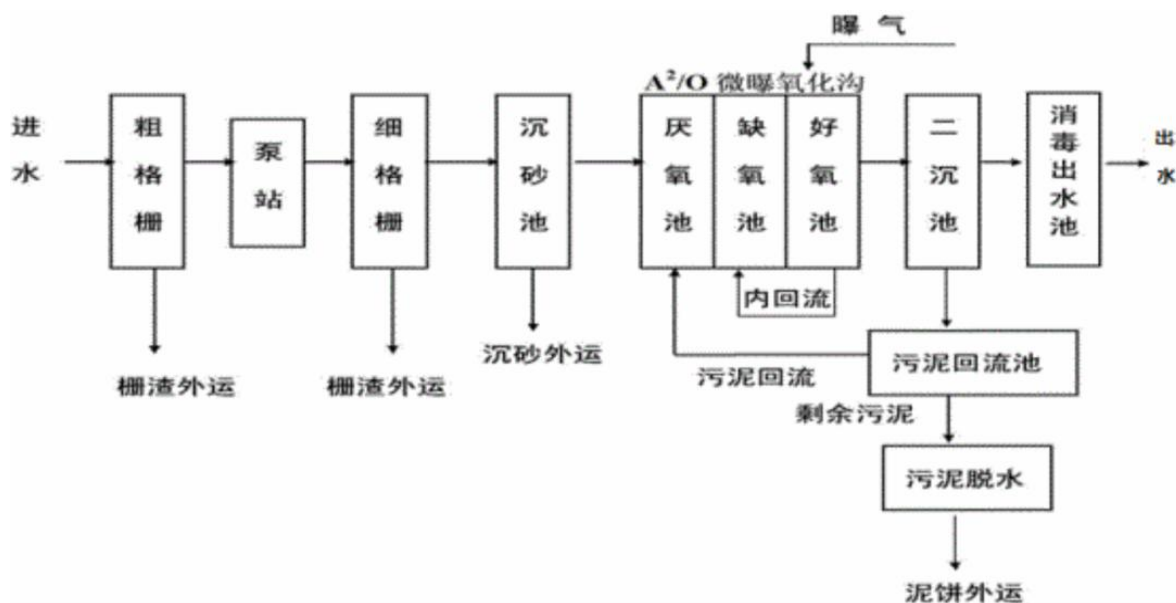 曝气
A²/O 微曝氧化沟
进水
粗格栅
泵站
细格栅
沉砂池
厌氧池
缺氧池
好氧池
二沉池
消毒出水池
出水
内回流
栅渣外运
栅渣外运
沉砂外运
污泥回流
污泥回流池
剩余污泥
污泥脱水
泥饼外运